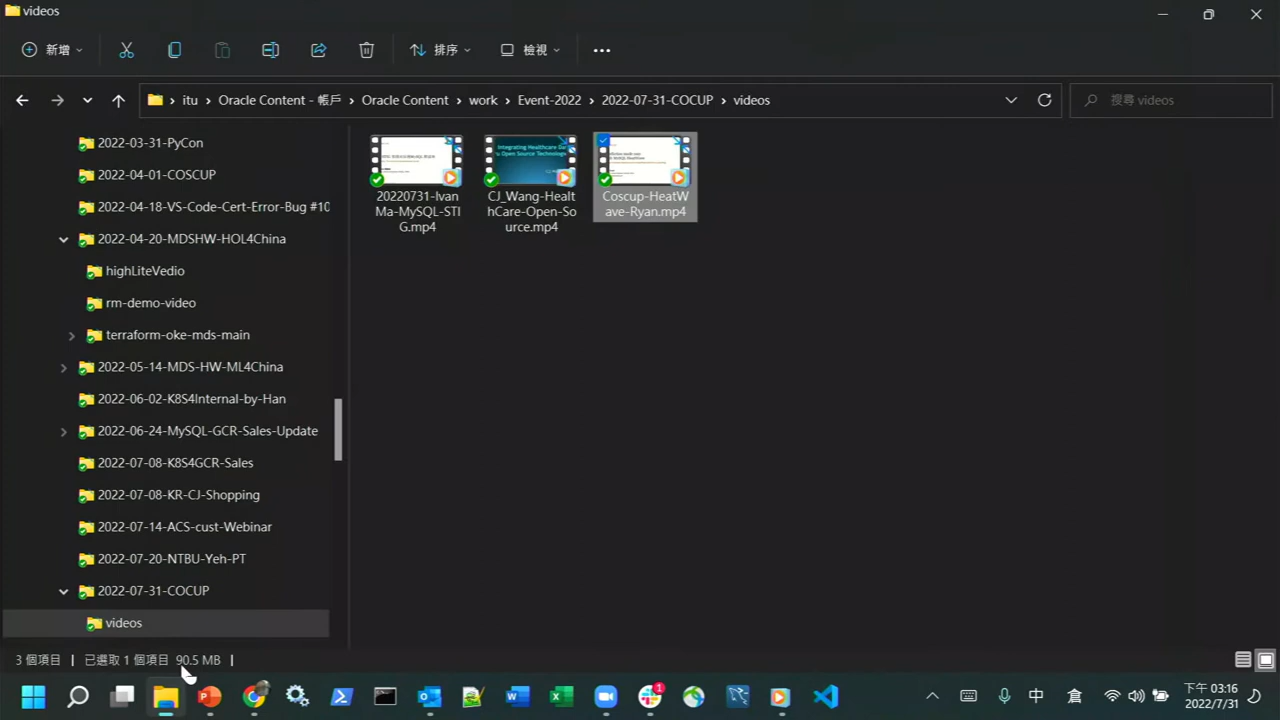 videos
新增
排序
檢視
itu
Oracle Content - 帳戶
Oracle Content
work
Event-2022
2022-07-31-COCUP
videos
搜尋 videos
2022-03-31-PyCon
2022-04-01-COSCUP
2022-04-18-VS-Code-Cert-Error-Bug #10
2022-04-20-MDSHW-HOL4China
highLiteVedio
rm-demo-video
terraform-oke-mds-main
2022-05-14-MDS-HW-ML4China
2022-06-02-K8S4Internal-by-Han
2022-06-24-MySQL-GCR-Sales-Update
2022-07-08-K8S4GCR-Sales
2022-07-08-KR-CJ-Shopping
2022-07-14-ACS-cust-Webinar
2022-07-20-NTBU-Yeh-PT
2022-07-31-COCUP
videos
Integrating Healthcare Da
o Open Source Technolog
20220731-Ivan
Ma-MySQL-STI
G.mp4
CJ_Wang-Healt
hCare-Open-So
urce.mp4
Coscup-HeatW
ave-Ryan.mp4
3 個項目
已選取 1 個項目 90.5 MB
1
中
下午 03:16
2022/7/31